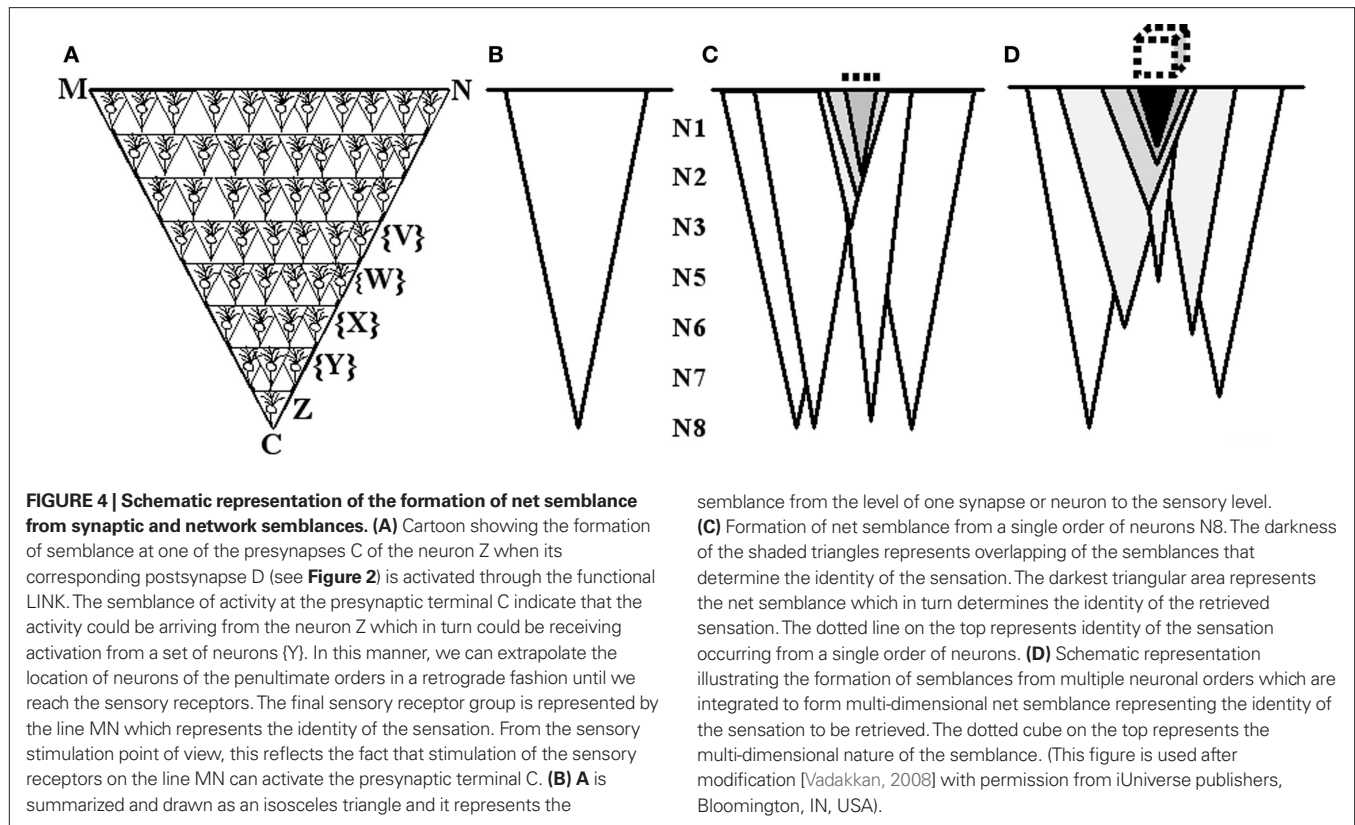 A
B
C
D
M
N
N1
N2
N3
N5
N6
N7
N8
{V}
{W}
{X}
{Y}
Z
C
FIGURE 4 | Schematic representation of the formation of net semblance
from synaptic and network semblances. (A) Cartoon showing the formation
of semblance at one of the presynapses C of the neuron Z when its
corresponding postsynapse D (see Figure 2) is activated through the functional
LINK. The semblance of activity at the presynaptic terminal C indicate that the
activity could be arriving from the neuron Z which in turn could be receiving
activation from a set of neurons {Y}. In this manner, we can extrapolate the
location of neurons of the penultimate orders in a retrograde fashion until we
reach the sensory receptors. The final sensory receptor group is represented by
the line MN which represents the identity of the sensation. From the sensory
stimulation point of view, this reflects the fact that stimulation of the sensory
receptors on the line MN can activate the presynaptic terminal C. (B) A is
summarized and drawn as an isosceles triangle and it represents the
semblance from the level of one synapse or neuron to the sensory level.
(C) Formation of net semblance from a single order of neurons N8. The darkness
of the shaded triangles represents overlapping of the semblances that
determine the identity of the sensation. The darkest triangular area represents
the net semblance which in turn determines the identity of the retrieved
sensation. The dotted line on the top represents identity of the sensation
occurring from a single order of neurons. (D) Schematic representation
illustrating the formation of semblances from multiple neuronal orders which are
integrated to form multi-dimensional net semblance representing the identity of
the sensation to be retrieved. The dotted cube on the top represents the
multi-dimensional nature of the semblance. (This figure is used after
modification [Vadakkan, 2008] with permission from iUniverse publishers,
Bloomington, IN, USA).